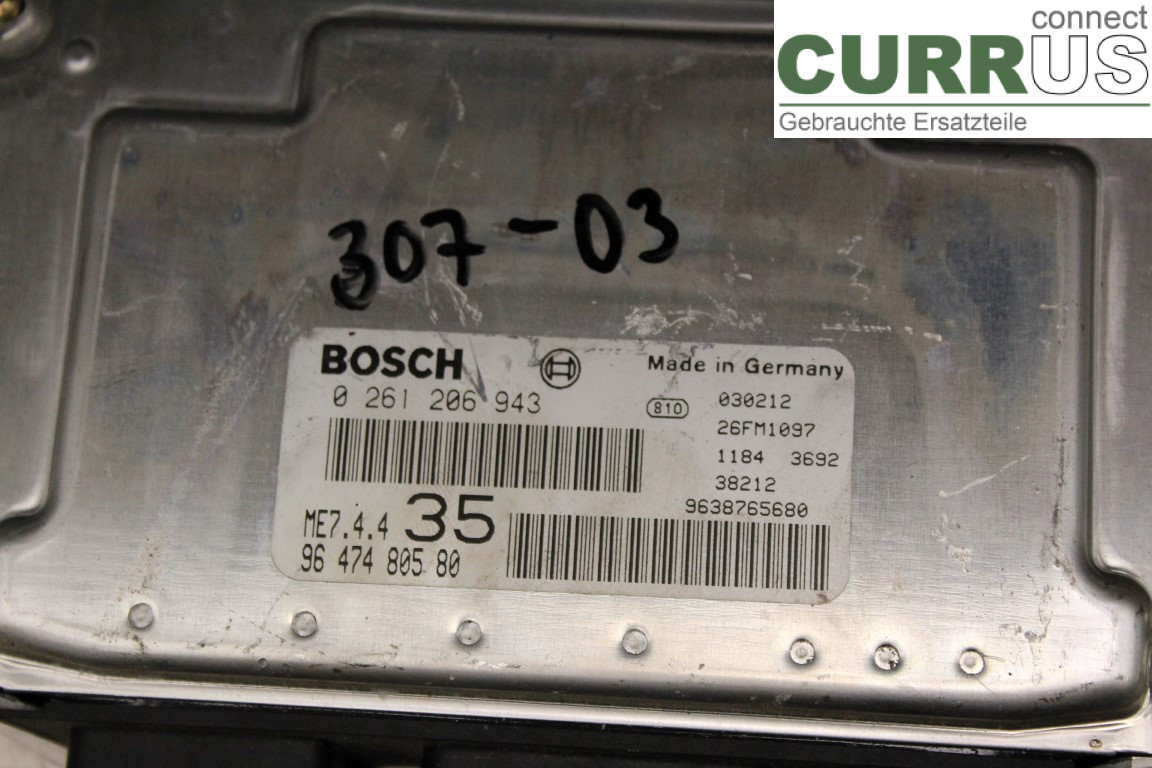 connect
CURRUS
Gebrauchte Ersatzteile
307-03
BOSCH
Made in Germany
0 261 206 943
810
030212
26FM1097
1184 3692
38212
9638765680
ME7.4.4 35
96 474 805 80